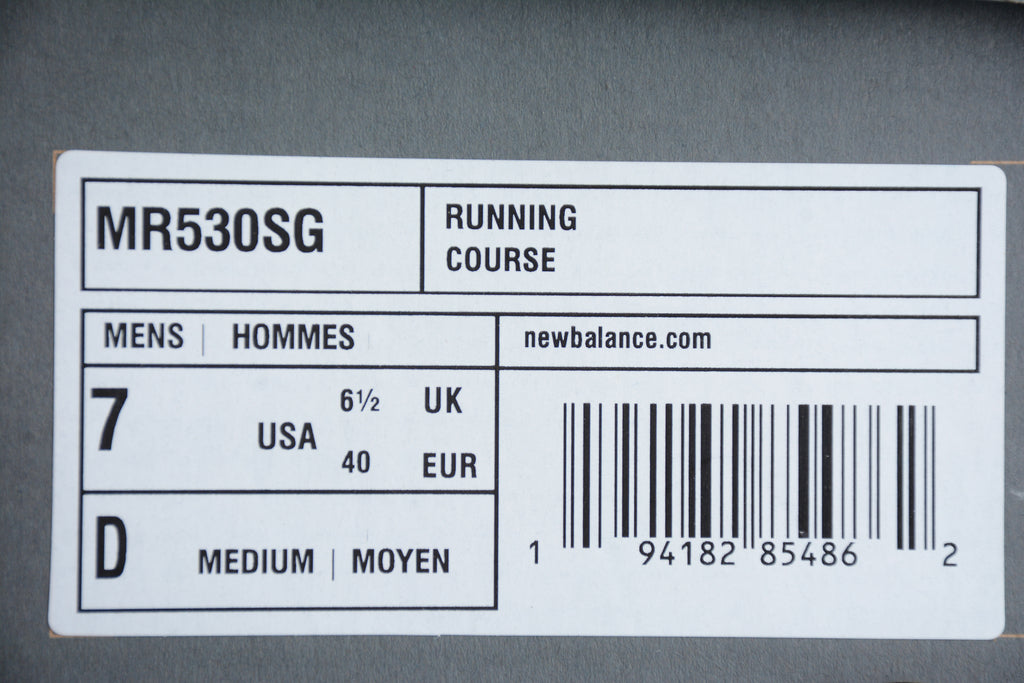 MR530SG
RUNNING
COURSE
MENS | HOMMES |
newbalance.com
7
USA
6½ UK
40 EUR
D
MEDIUM | MOYEN
1 94182 85486 2